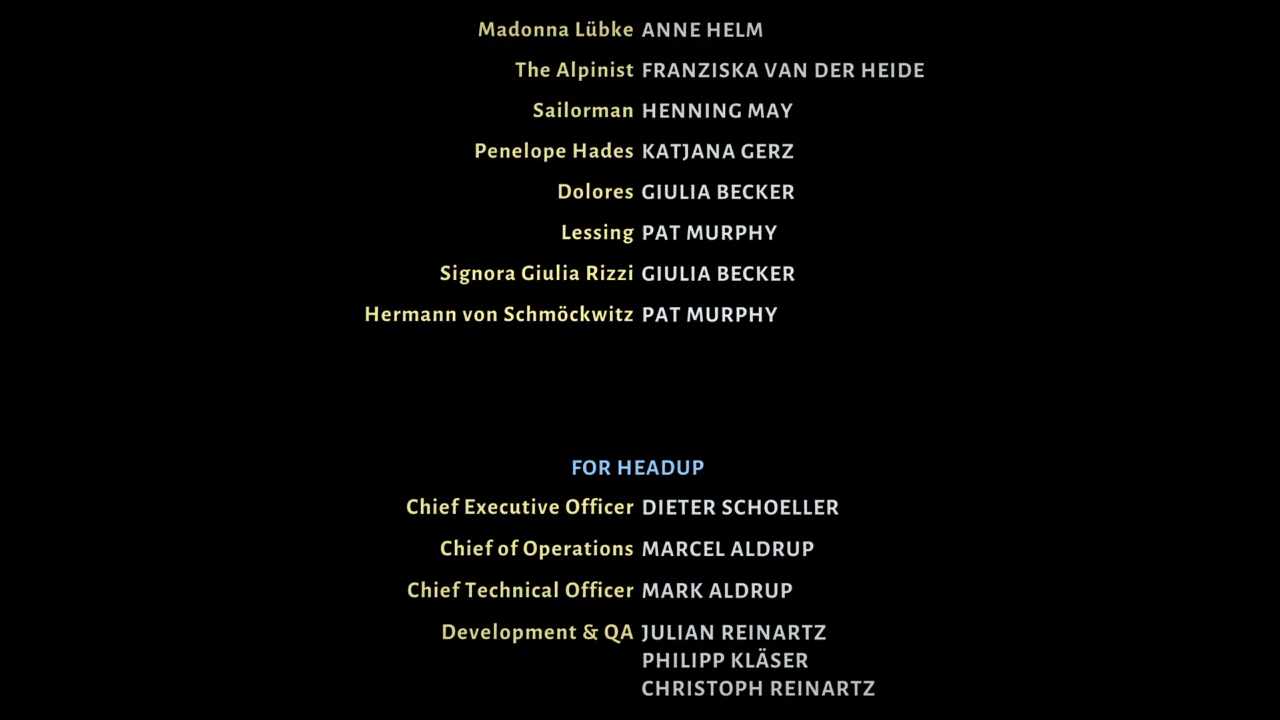 Madonna Lübke ANNE HELM
The Alpinist FRANZISKA VAN DER HEIDE
Sailorman HENNING MAY
Penelope Hades KATJANA GERZ
Dolores GIULIA BECKER
Lessing PAT MURPHY
Signora Giulia Rizzi GIULIA BECKER
Hermann von Schmöckwitz PAT MURPHY
FOR HEADUP
Chief Executive Officer DIETER SCHOELLER
Chief of Operations MARCEL ALDRUP
Chief Technical Officer MARK ALDRUP
Development & QA JULIAN REINARTZ
PHILIPP KLÄSER
CHRISTOPH REINARTZ